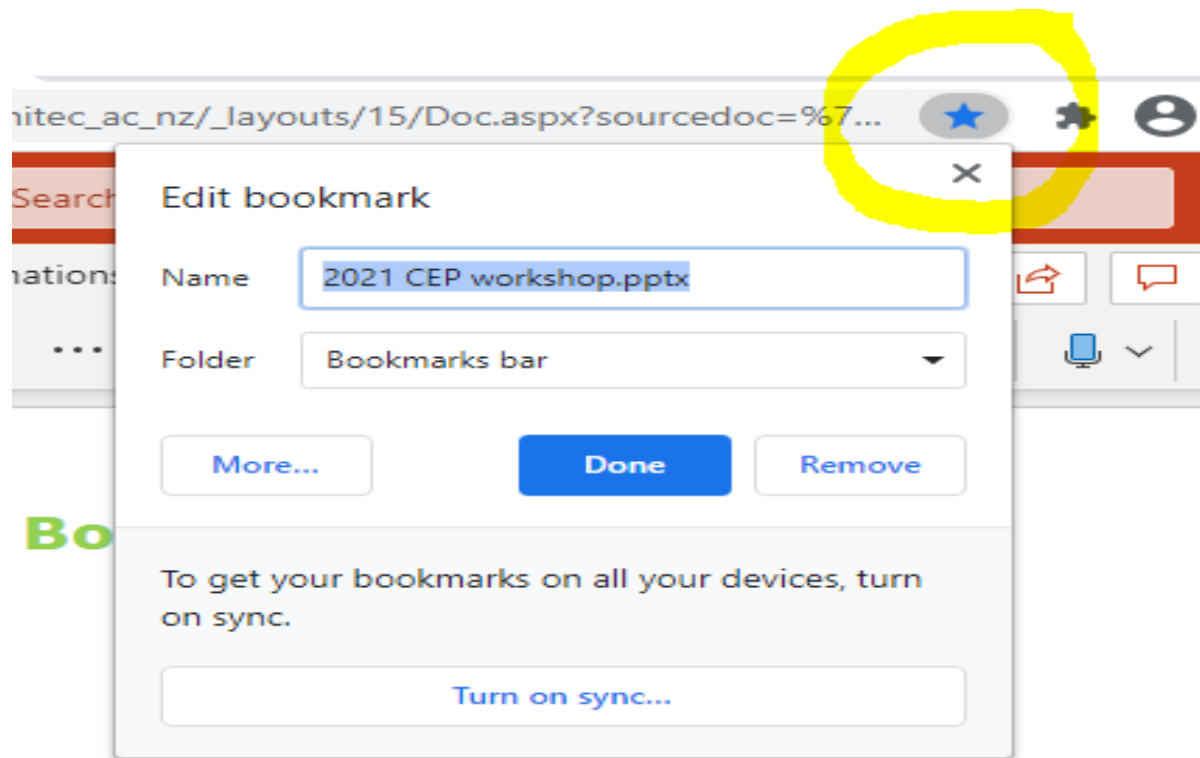 nitec_ac_nz/_layouts/15/Doc.aspx?sourcedoc=%7...
Search
Edit bookmark
nations
Name
2021 CEP workshop.pptx
Folder
Bookmarks bar
More...
Done
Remove
Bo
To get your bookmarks on all your devices, turn
on sync.
Turn on sync...